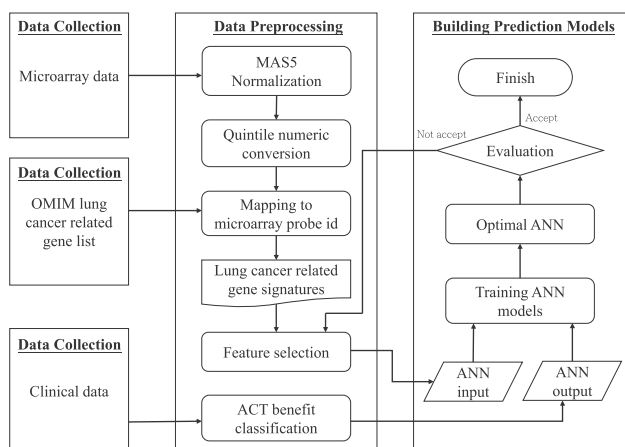 Data Collection
Microarray data
Data Collection
OMIM lung
cancer related
gene list
Data Collection
Clinical data
Data Preprocessing
MAS5
Normalization
Quintile numeric
conversion
Mapping to
microarray probe id
Lung cancer related
gene signatures
Feature selection
ACT benefit
classification
Building Prediction Models
Finish
Accept
Not accept
Evaluation
Optimal ANN
Training ANN
models
ANN
input
ANN
output